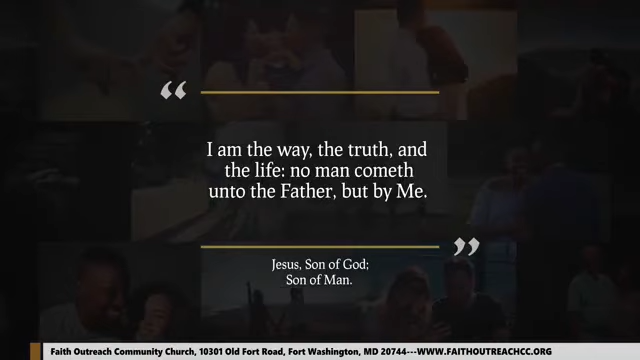 “
I am the way, the truth, and
the life: no man cometh
unto the Father, but by Me.
”
Jesus, Son of God;
Son of Man.
Faith Outreach Community Church, 10301 Old Fort Road, Fort Washington, MD 20744---WWW.FAITHOUTREACHCC.ORG